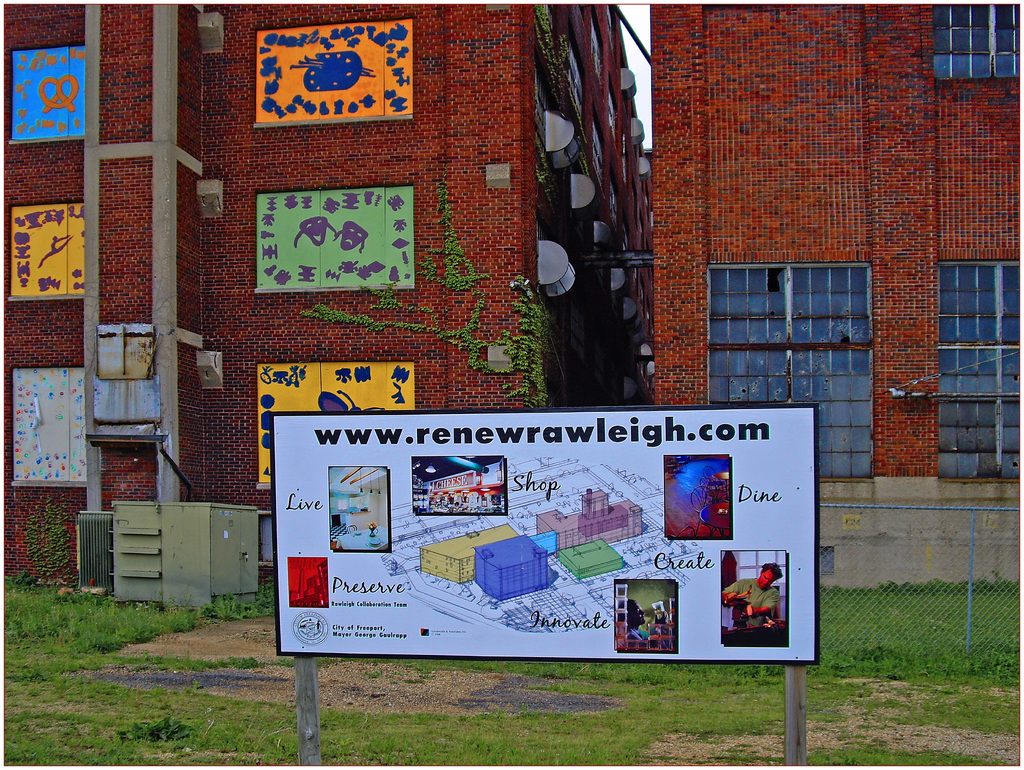 www.renewrawleigh.com
Live
CHEESE
Shop
Dine
Create
Preserve
Rawleigh Collaboration Team
Innovate
City of Freeport,
Mayor George Gaulrapp